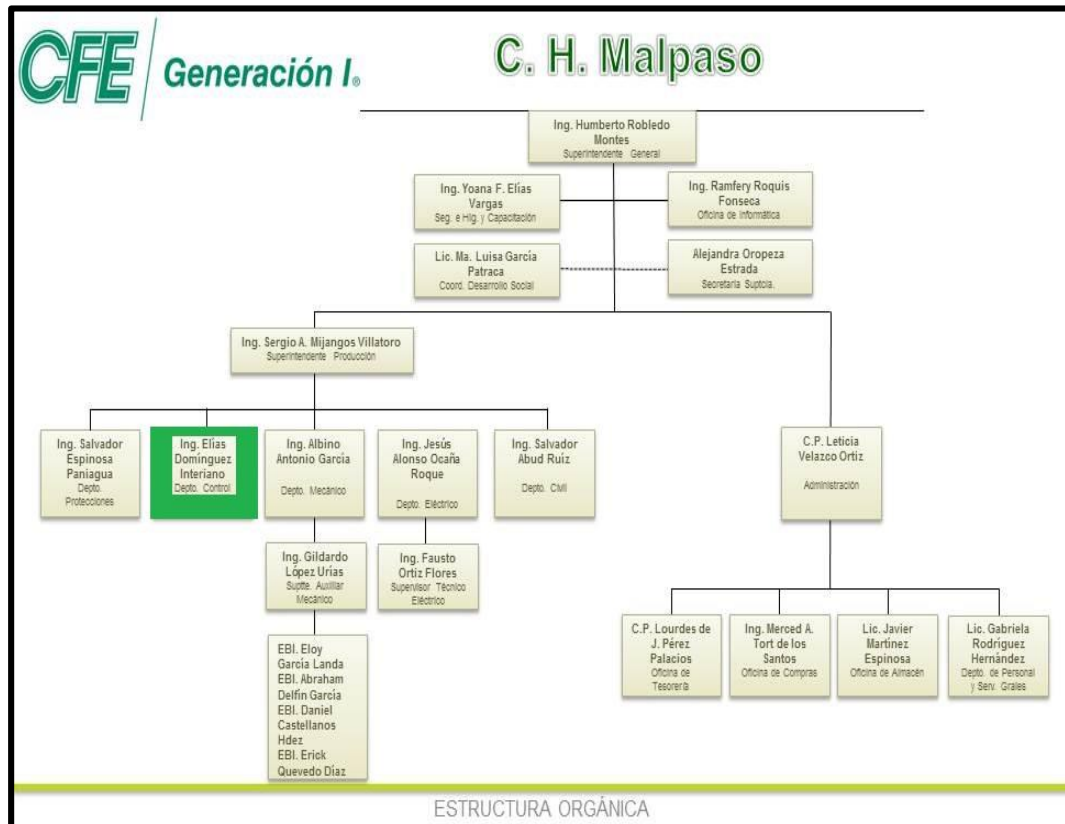 CFE Generación I®
C. H. Malpaso
Ing. Humberto Robledo
Montes
Superintendente General
Ing. Yoana F. Elías
Vargas
Seg. e Hig. y Capacitación
Ing. Ramfery Roquis
Fonseca
Oficina de Informática
Lic. Ma. Luisa García
Patraca
Coord. Desarrollo Social
Alejandra Oropeza
Estrada
Secretaria Suptcia.
Ing. Sergio A. Mijangos Villatoro
Superintendente Producción
Ing. Salvador
Espinosa
Paniagua
Depto.
Protecciones
Ing. Elías
Domínguez
Interiano
Depto. Control
Ing. Albino
Antonio García
Depto. Mecánico
Ing. Jesús
Alonso Ocaña
Roque
Depto. Eléctrico
Ing. Salvador
Abud Ruíz
Depto. Civil
C.P. Leticia
Velazco Ortiz
Administración
Ing. Gildardo
López Urías
Suptte. Auxiliar
Mecánico
Ing. Fausto
Ortiz Flores
Supervisor Técnico
Eléctrico
EBI. Eloy
García Landa
EBI. Abraham
Delfín García
EBI. Daniel
Castellanos
Hdez
EBI. Erick
Quevedo Díaz
C.P. Lourdes de
J. Pérez
Palacios
Oficina de
Tesorería
Ing. Merced A.
Tort de los
Santos
Oficina de Compras
Lic. Javier
Martínez
Espinosa
Oficina de Almacén
Lic. Gabriela
Rodríguez
Hernández
Depto. de Personal
y Serv. Grales
ESTRUCTURA ORGÁNICA